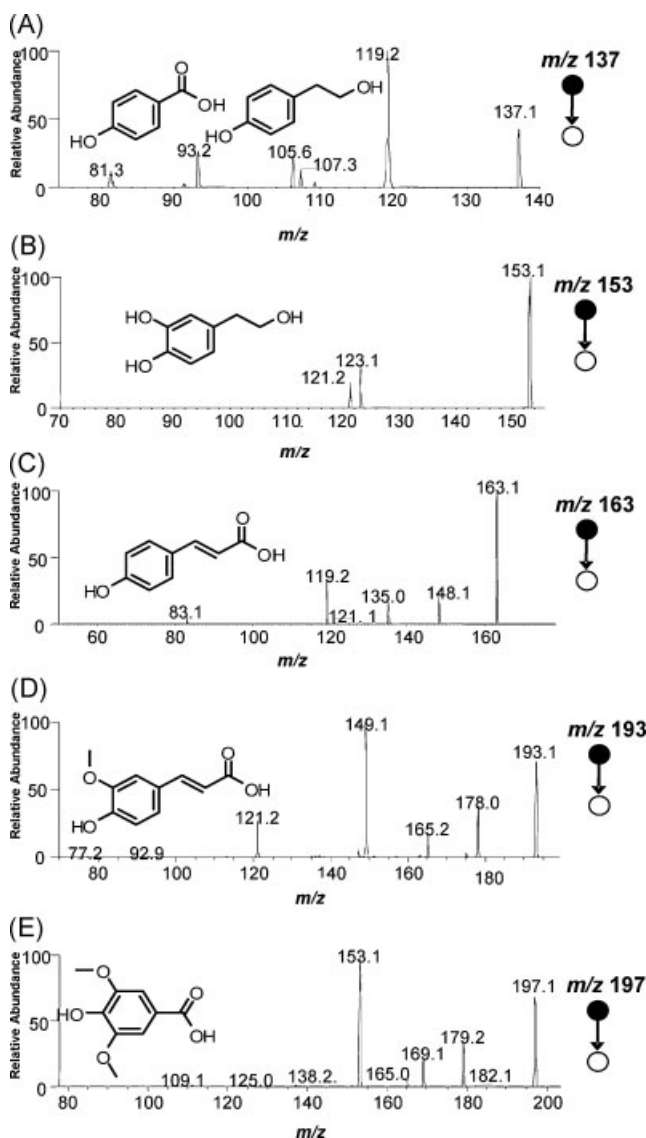 (A)
Relative Abundance
100
50
0
HO
O
OH
HO
OH
81.3
93.2
105.6
107.3
119.2
137.1
80
90
100
110
120
130
140
m/z
m/z 137
(B)
Relative Abundance
100
50
0
HO
HO
OH
121.2
123.1
153.1
70
80
90
100
110
120
130
140
150
m/z
m/z 153
(C)
Relative Abundance
100
50
0
HO
O
OH
83.1
119.2
121. 1
135.0
148.1
163.1
60
80
100
120
140
160
m/z
m/z 163
(D)
Relative Abundance
100
50
0
O
HO
O
OH
77.2
92.9
121.2
149.1
165.2
178.0
193.1
80
100
120
140
160
180
m/z
m/z 193
(E)
Relative Abundance
100
50
0
O
HO
O
O
OH
109.1
125.0
138.2.
153.1
165.0
169.1
179.2
182.1
197.1
80
100
120
140
160
180
200
m/z
m/z 197